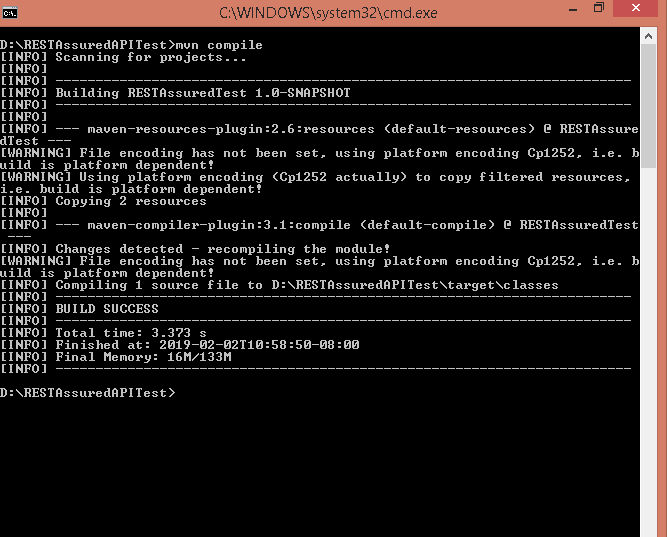 C:\WINDOWS\system32\cmd.exe
D:\RESTAssuredAPITest>mvn compile
[INFO] Scanning for projects...
[INFO]
[INFO] ------------------------------------------------------------------------
[INFO] Building RESTAssuredTest 1.0-SNAPSHOT
[INFO] ------------------------------------------------------------------------
[INFO]
[INFO] --- maven-resources-plugin:2.6:resources (default-resources) @ RESTAssure
dTest ---
[WARNING] File encoding has not been set, using platform encoding Cp1252, i.e. b
uild is platform dependent!
[WARNING] Using platform encoding (Cp1252 actually) to copy filtered resources,
i.e. build is platform dependent!
[INFO] Copying 2 resources
[INFO]
[INFO] --- maven-compiler-plugin:3.1:compile (default-compile) @ RESTAssuredTest
---
[INFO] Changes detected - recompiling the module!
[WARNING] File encoding has not been set, using platform encoding Cp1252, i.e. b
uild is platform dependent!
[INFO] Compiling 1 source file to D:\RESTAssuredAPITest\target\classes
[INFO] ------------------------------------------------------------------------
[INFO] BUILD SUCCESS
[INFO] ------------------------------------------------------------------------
[INFO] Total time: 3.373 s
[INFO] Finished at: 2019-02-02T10:58:50-08:00
[INFO] Final Memory: 16M/133M
[INFO] ------------------------------------------------------------------------
D:\RESTAssuredAPITest>